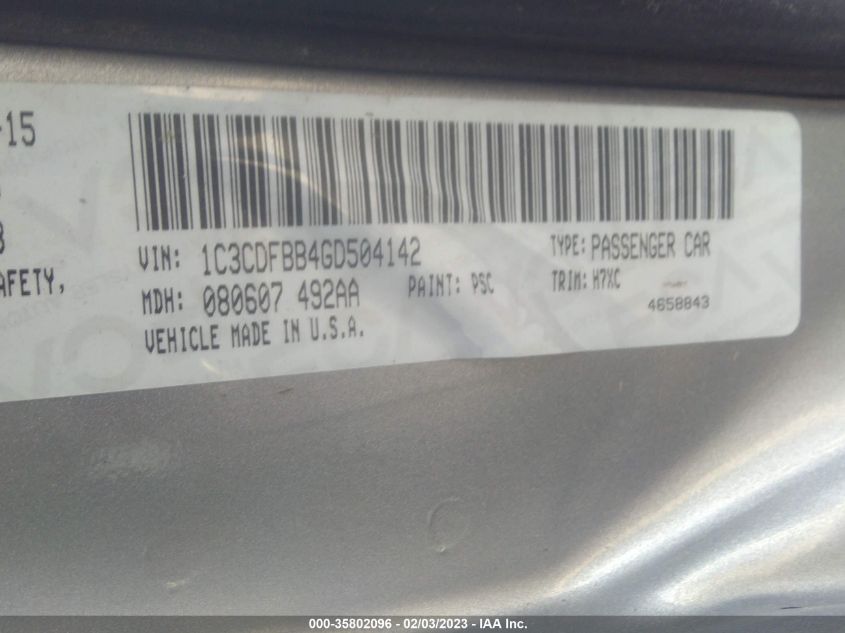 -15
3
AFETY,
VIN: 1C3CDFBB4GD504142 TYPE: PASSENGER CAR
MDH: 080607 492AA PAINT: PSC TRIM: H7XC
VEHICLE MADE IN U.S.A. 4658843
000-35802096 - 02/03/2023 - © IAA Inc.